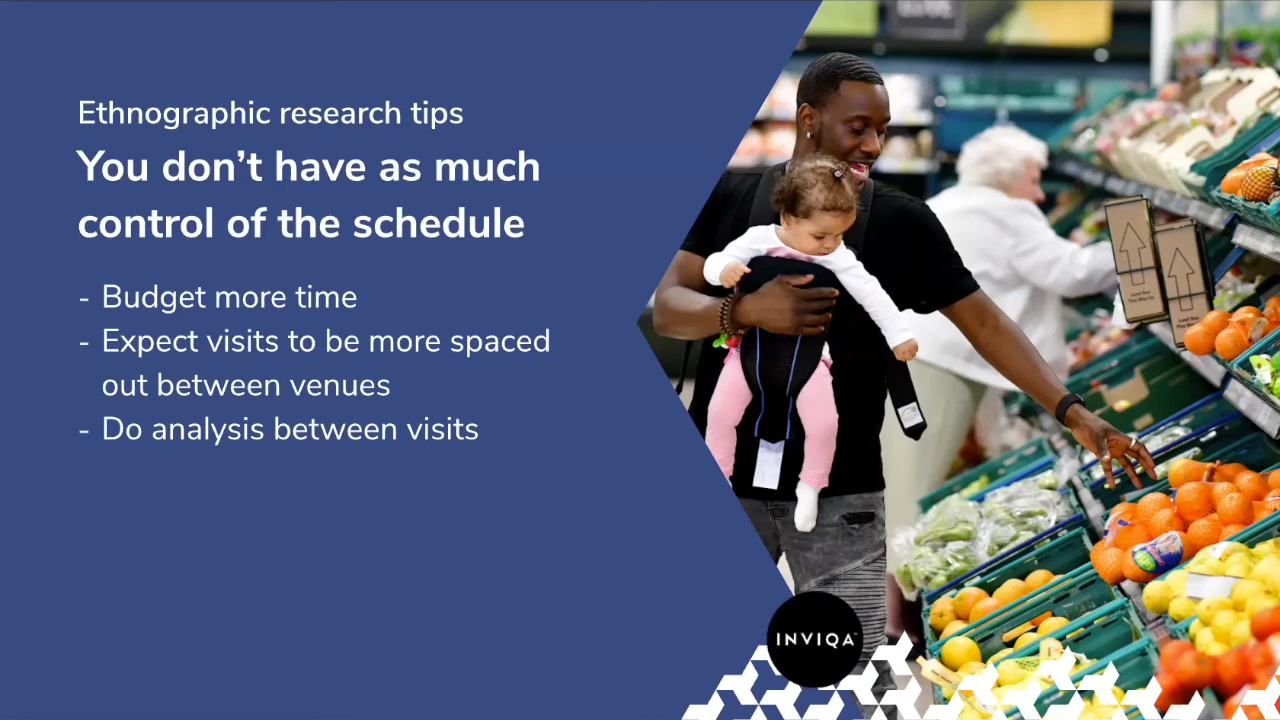 Ethnographic research tips
You don’t have as much
control of the schedule
- Budget more time
- Expect visits to be more spaced
out between venues
- Do analysis between visits
INVIQA